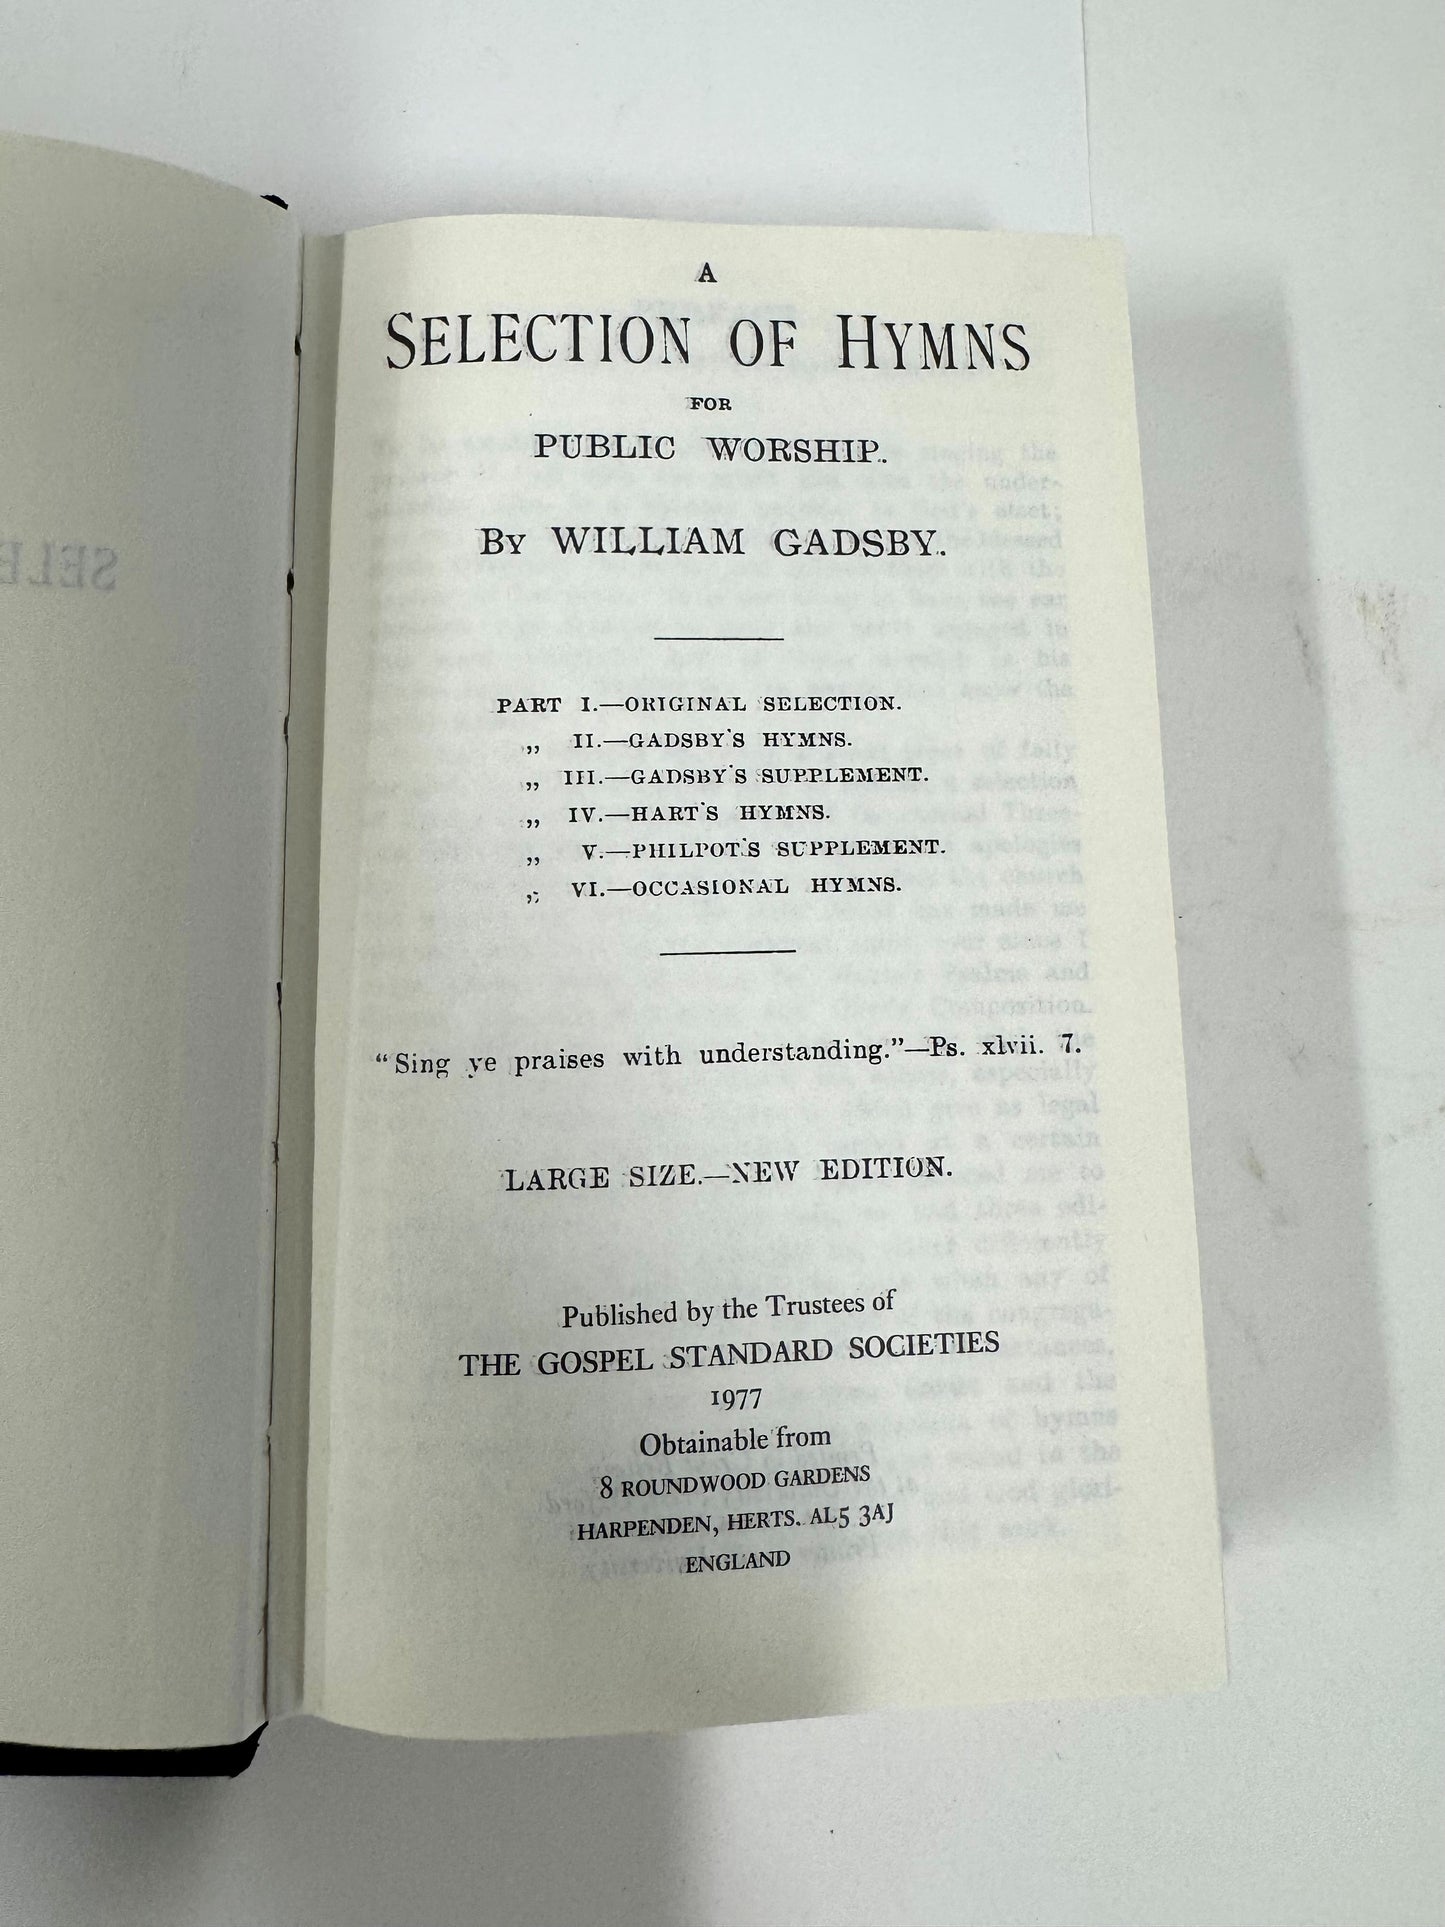 A
SELECTION OF HYMNS
FOR
PUBLIC WORSHIP.
BY WILLIAM GADSBY.
PART I.—ORIGINAL SELECTION.
„ II.—GADSBY'S HYMNS.
„ III.—GADSBY'S SUPPLEMENT.
„ IV.—HART'S HYMNS.
„ V.—PHILPOT'S SUPPLEMENT.
„ VI.—OCCASIONAL HYMNS.
“Sing ye praises with understanding.”—Ps. xlvii. 7.
LARGE SIZE.—NEW EDITION.
Published by the Trustees of
THE GOSPEL STANDARD SOCIETIES
1977
Obtainable from
8 ROUNDWOOD GARDENS
HARPENDEN, HERTS. AL5 3AJ
ENGLAND